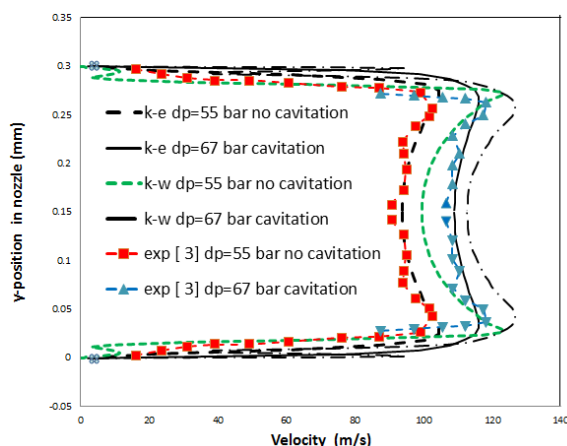 0.35
0.3
0.25
0.2
0.15
0.1
0.05
0
-0.05
y-position in nozzle (mm)
k-e dp=55 bar no cavitation
k-e dp=67 bar cavitation
k-w dp=55 bar no cavitation
k-w dp=67 bar cavitation
exp [ 3] dp=55 bar no cavitation
exp [ 3] dp=67 bar cavitation
0 20 40 60 80 100 120 140
Velocity (m/s)